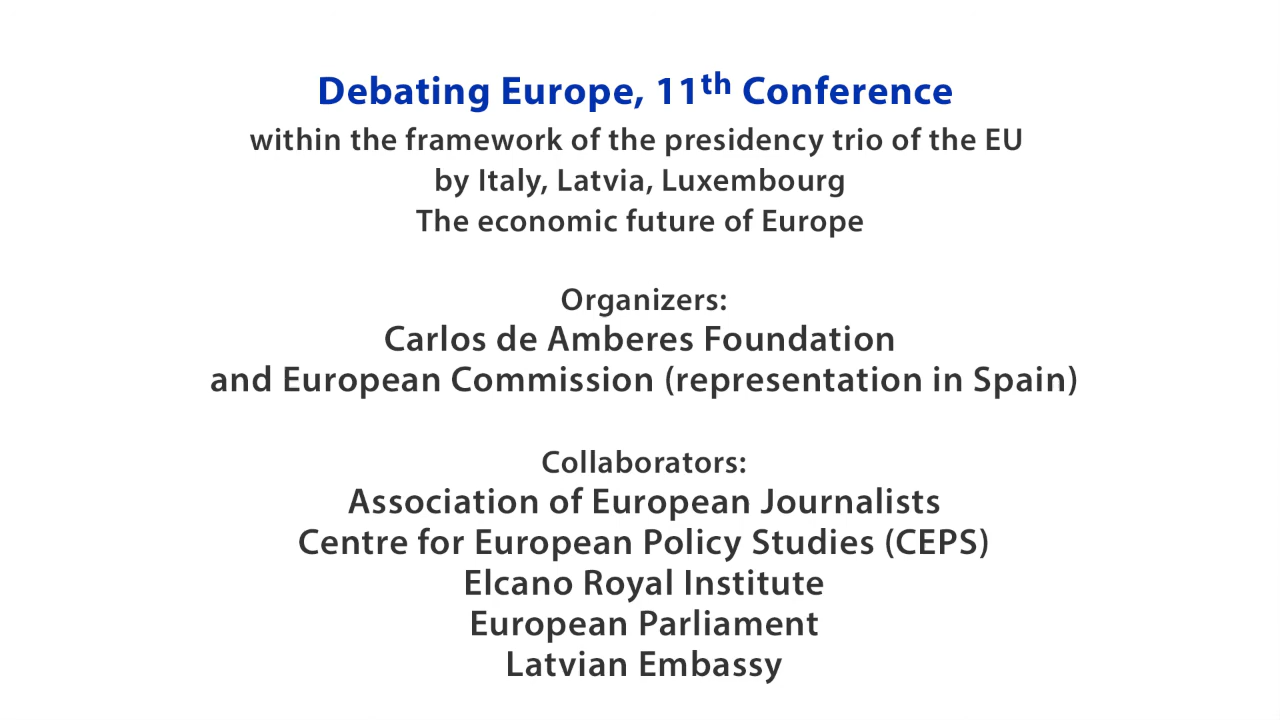 Debating Europe, 11th Conference
within the framework of the presidency trio of the EU
by Italy, Latvia, Luxembourg
The economic future of Europe
Organizers:
Carlos de Amberes Foundation
and European Commission (representation in Spain)
Collaborators:
Association of European Journalists
Centre for European Policy Studies (CEPS)
Elcano Royal Institute
European Parliament
Latvian Embassy